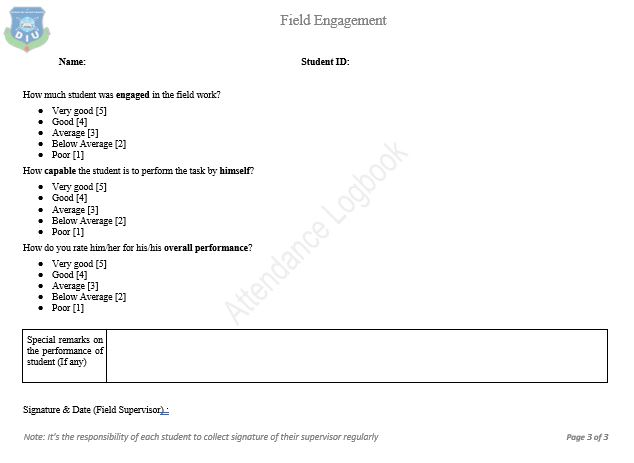 DIU
Field Engagement
Name: Student ID:
How much student was engaged in the field work?
● Very good [5]
● Good [4]
● Average [3]
● Below Average [2]
● Poor [1]
How capable the student is to perform the task by himself?
● Very good [5]
● Good [4]
● Average [3]
● Below Average [2]
● Poor [1]
How do you rate him/her for his/his overall performance?
● Very good [5]
● Good [4]
● Average [3]
● Below Average [2]
● Poor [1]
Attendance Logbook
Special remarks on
the performance of
student (If any)
Signature & Date (Field Supervisor) :
Note: It's the responsibility of each student to collect signature of their supervisor regularly Page 3 of 3